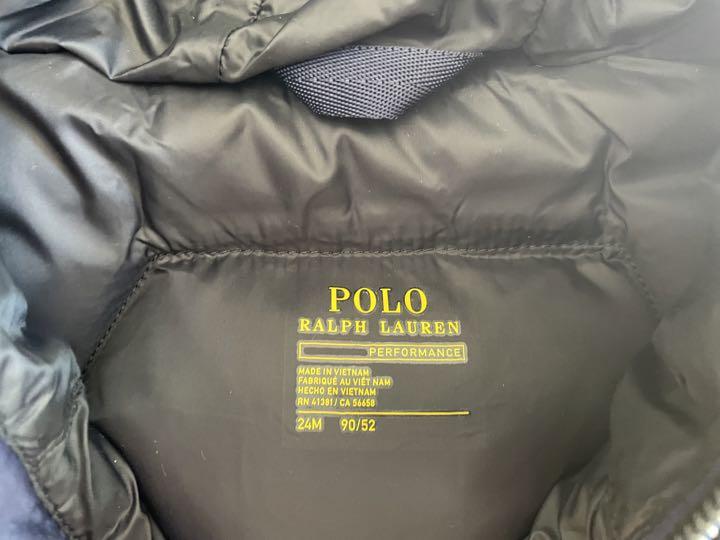 POLO
RALPH LAUREN
PERFORMANCE
MADE IN VIETNAM
FABRIQUÉ AU VIÊT NAM
HECHO EN VIETNAM
RN 41381/ CA 56658
24M 90/52